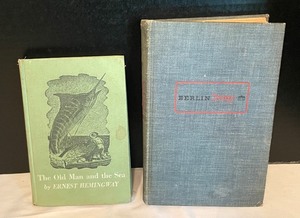 The Old Man and the Sea
by ERNEST HEMINGWAY
BERLIN